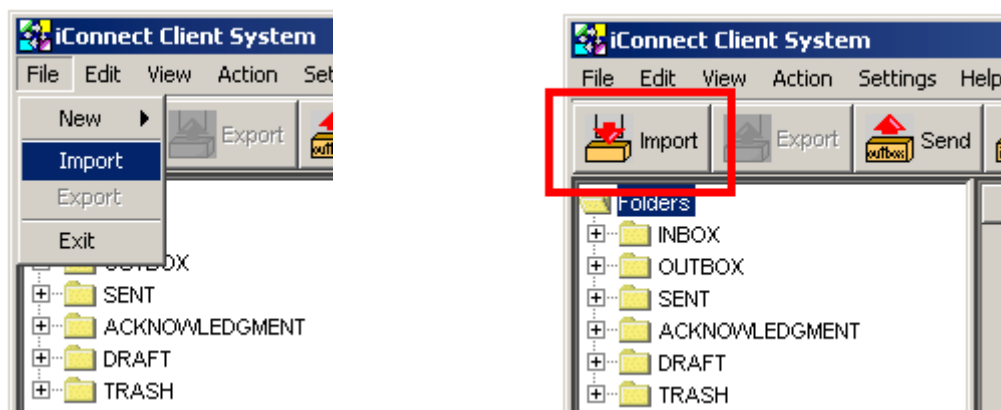 iConnect Client System
File Edit View Action Set
New
Import
Export
Exit
Export
outbox
SENT
ACKNOWLEDGMENT
DRAFT
TRASH
iConnect Client System
File Edit View Action Settings Help
Import Export outbox Send
Folders
INBOX
OUTBOX
SENT
ACKNOWLEDGMENT
DRAFT
TRASH